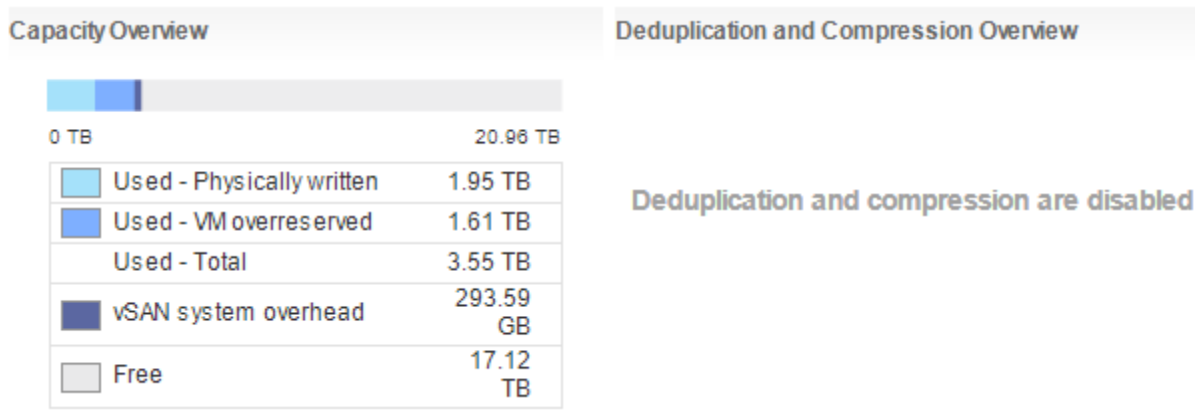 Capacity Overview
Deduplication and Compression Overview
0 TB 20.96 TB
Used - Physically written 1.95 TB
Used - VM overreserved 1.61 TB
Used - Total 3.55 TB
vSAN system overhead 293.59
GB
Free 17.12
TB
Deduplication and compression are disabled